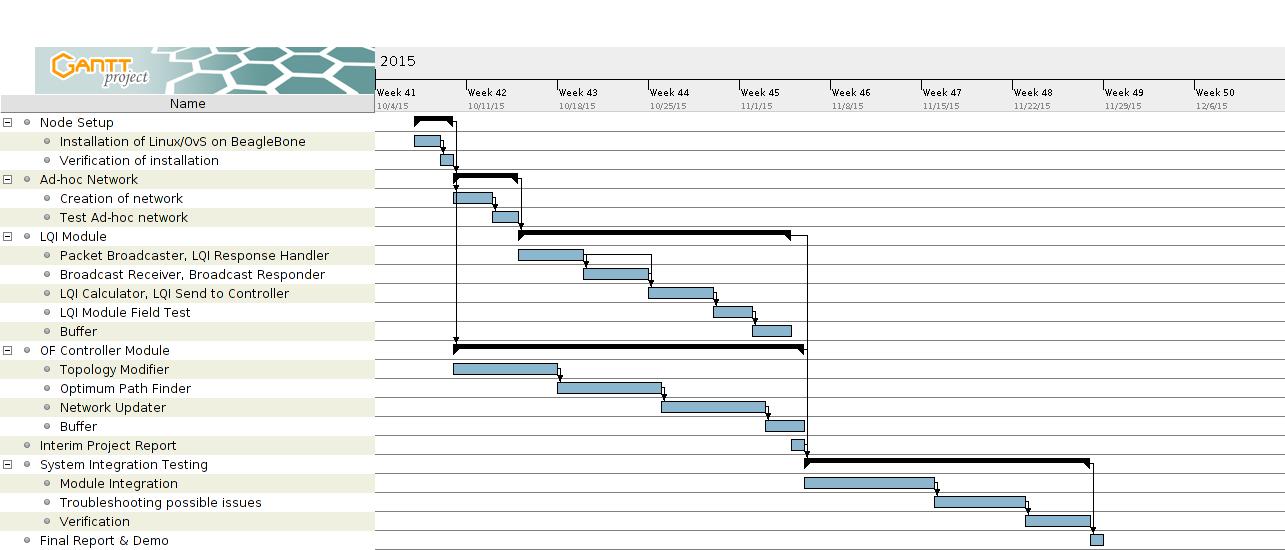 GANTT
project
2015
Week 41 Week 42 Week 43 Week 44 Week 45 Week 46 Week 47 Week 48 Week 49 Week 50
10/4/15 10/11/15 10/18/15 10/25/15 11/1/15 11/8/15 11/15/15 11/22/15 11/29/15 12/6/15
Name
Node Setup
Installation of Linux/OvS on BeagleBone
Verification of installation
Ad-hoc Network
Creation of network
Test Ad-hoc network
LQI Module
Packet Broadcaster, LQI Response Handler
Broadcast Receiver, Broadcast Responder
LQI Calculator, LQI Send to Controller
LQI Module Field Test
Buffer
OF Controller Module
Topology Modifier
Optimum Path Finder
Network Updater
Buffer
Interim Project Report
System Integration Testing
Module Integration
Troubleshooting possible issues
Verification
Final Report & Demo